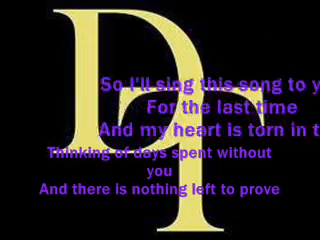 DT
So I'll sing this song to y
For the last time
And my heart is torn in t
Thinking of days spent without
you
And there is nothing left to prove